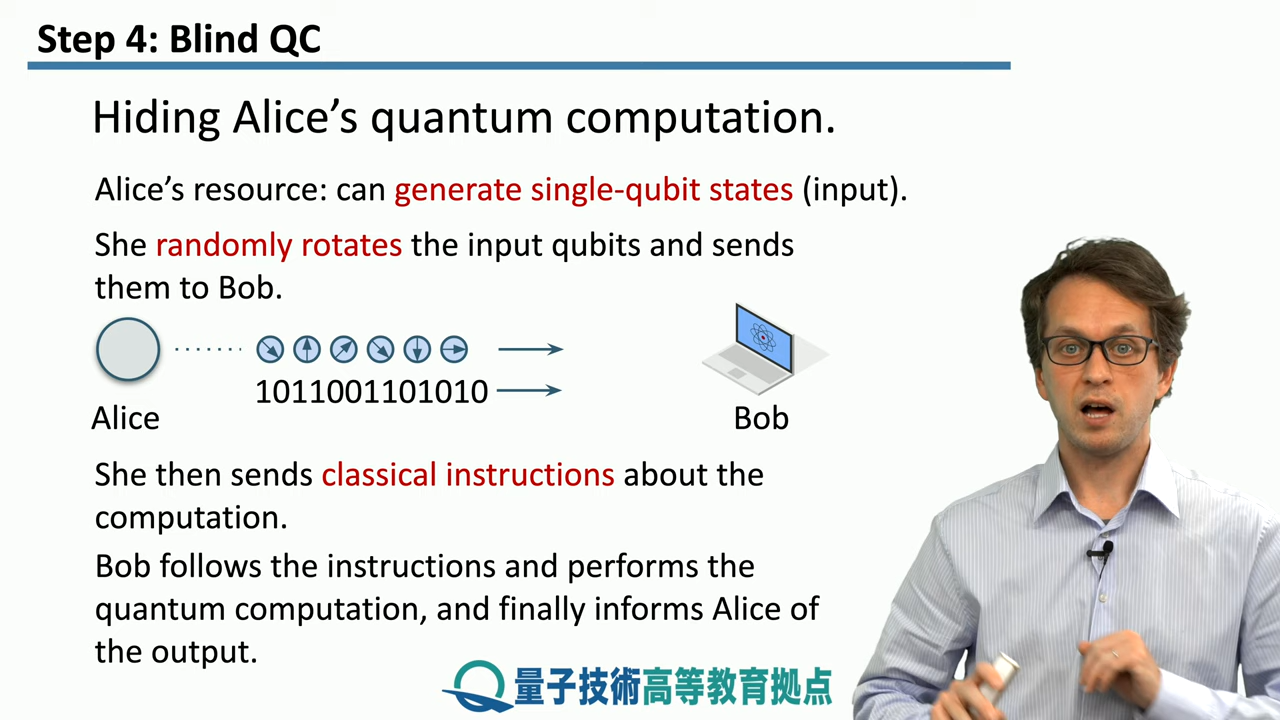 Step 4: Blind QC
Hiding Alice’s quantum computation.
Alice’s resource: can generate single-qubit states (input).
She randomly rotates the input qubits and sends
them to Bob.
1011001101010
Alice
Bob
She then sends classical instructions about the
computation.
Bob follows the instructions and performs the
quantum computation, and finally informs Alice of
the output.
量子技術高等教育拠点